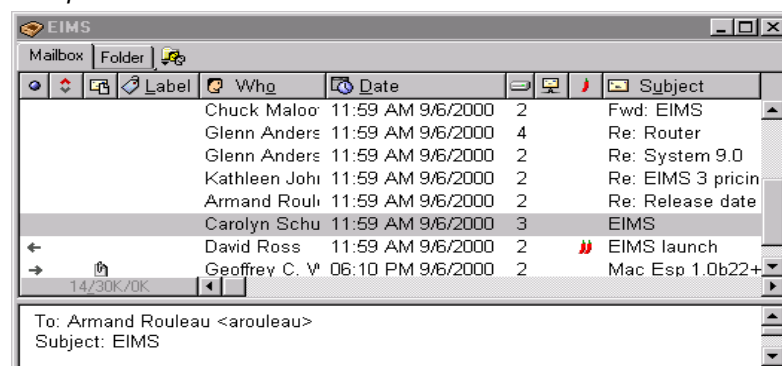 EIMS
Mailbox Folder
Label Who Date Subject
Chuck Maloo 11:59 AM 9/6/2000 2 Fwd: EIMS
Glenn Anders 11:59 AM 9/6/2000 4 Re: Router
Glenn Anders 11:59 AM 9/6/2000 2 Re: System 9.0
Kathleen Joh 11:59 AM 9/6/2000 2 Re: EIMS 3 pricin
Armand Roul 11:59 AM 9/6/2000 2 Re: Release date
Carolyn Schu 11:59 AM 9/6/2000 3 EIMS
David Ross 11:59 AM 9/6/2000 2 EIMS launch
Geoffrey C. 06:10 PM 9/6/2000 2 Mac Esp 1.0b22+
14/30K/0K
To: Armand Rouleau <arouleau>
Subject: EIMS